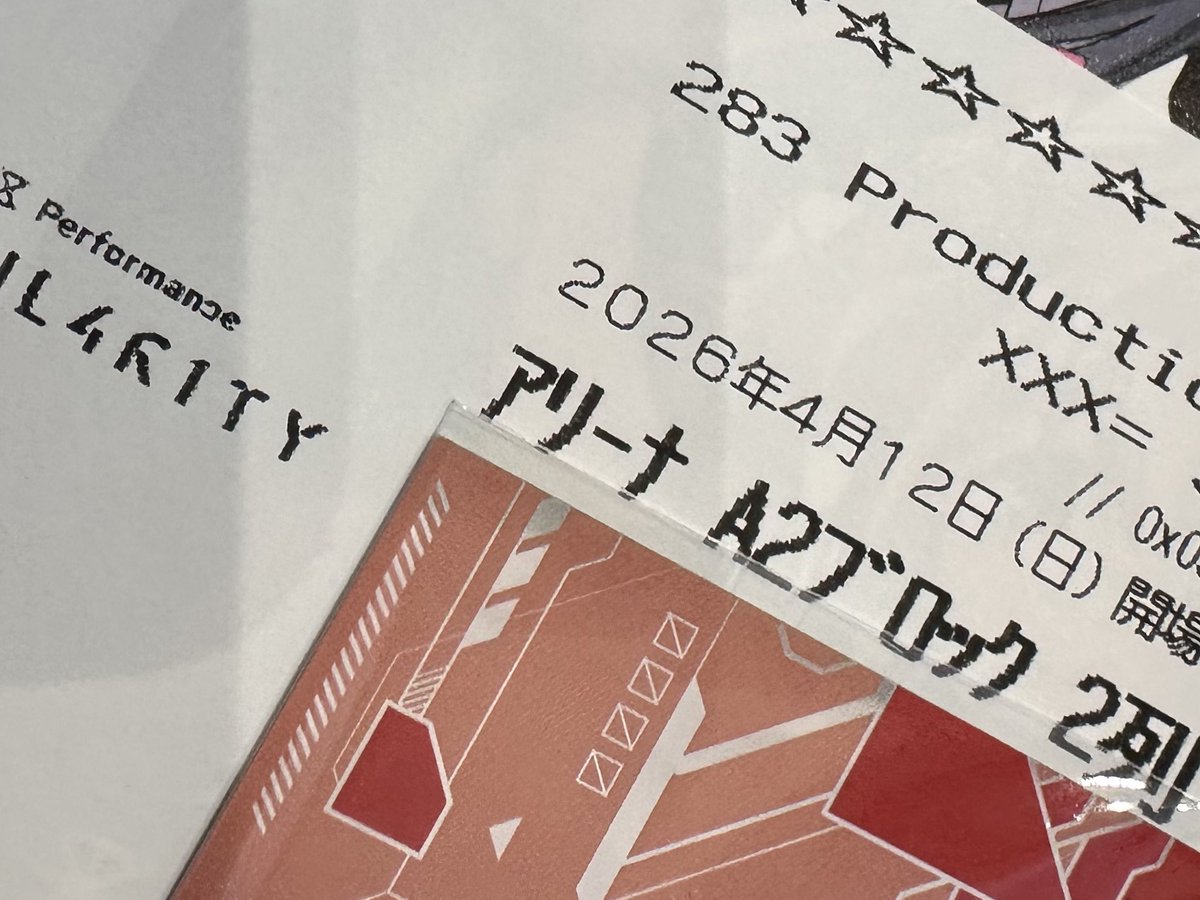 ☆☆☆☆
283 Productio
XXX=
// 0x0
2026年4月12日(日) 開場
アリーナ A2ブロック 2列
& Performance
IL4R1TY